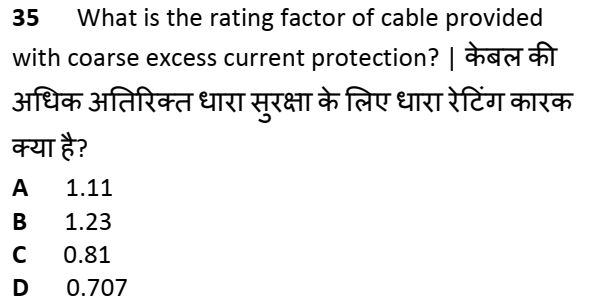 35 What is the rating factor of cable provided
with coarse excess current protection? | केबल की
अधिक अतिरिक्त धारा सुरक्षा के लिए धारा रेटिंग कारक
क्या है?
A 1.11
B 1.23
C 0.81
D 0.707